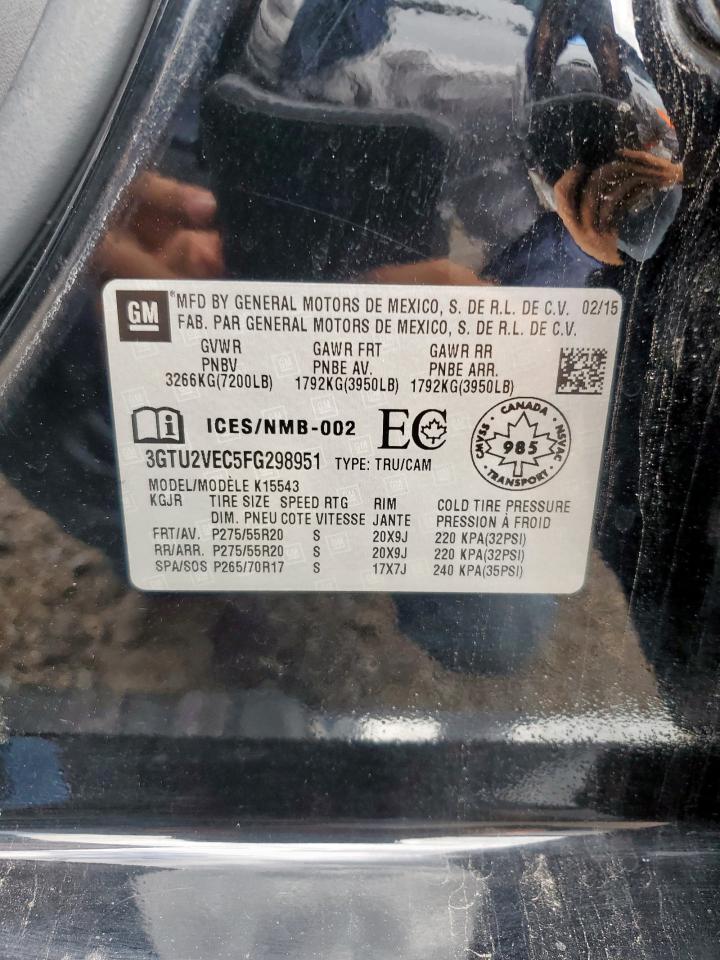 GM ®MFD BY GENERAL MOTORS DE MEXICO, S. DE R.L. DE C.V. 02/15
FAB. PAR GENERAL MOTORS DE MEXICO, S. DE R.L. DE C.V.
GVWR GAWR FRT GAWR RR
PNBV PNBE AV. PNBE ARR.
3266KG(7200LB) 1792KG(3950LB) 1792KG(3950LB)
i ICES/NMB-002 EC
CANADA
CMVSS 985 NSVAC
TRANSPORT
3GTU2VEC5FG298951 TYPE: TRU/CAM
MODEL/MODÈLE K15543
KGJR TIRE SIZE SPEED RTG RIM COLD TIRE PRESSURE
DIM. PNEU COTE VITESSE JANTE PRESSION À FROID
FRT/AV. P275/55R20 S 20X9J 220 KPA(32PSI)
RR/ARR. P275/55R20 S 20X9J 220 KPA(32PSI)
SPA/SOS P265/70R17 S 17X7J 240 KPA(35PSI)